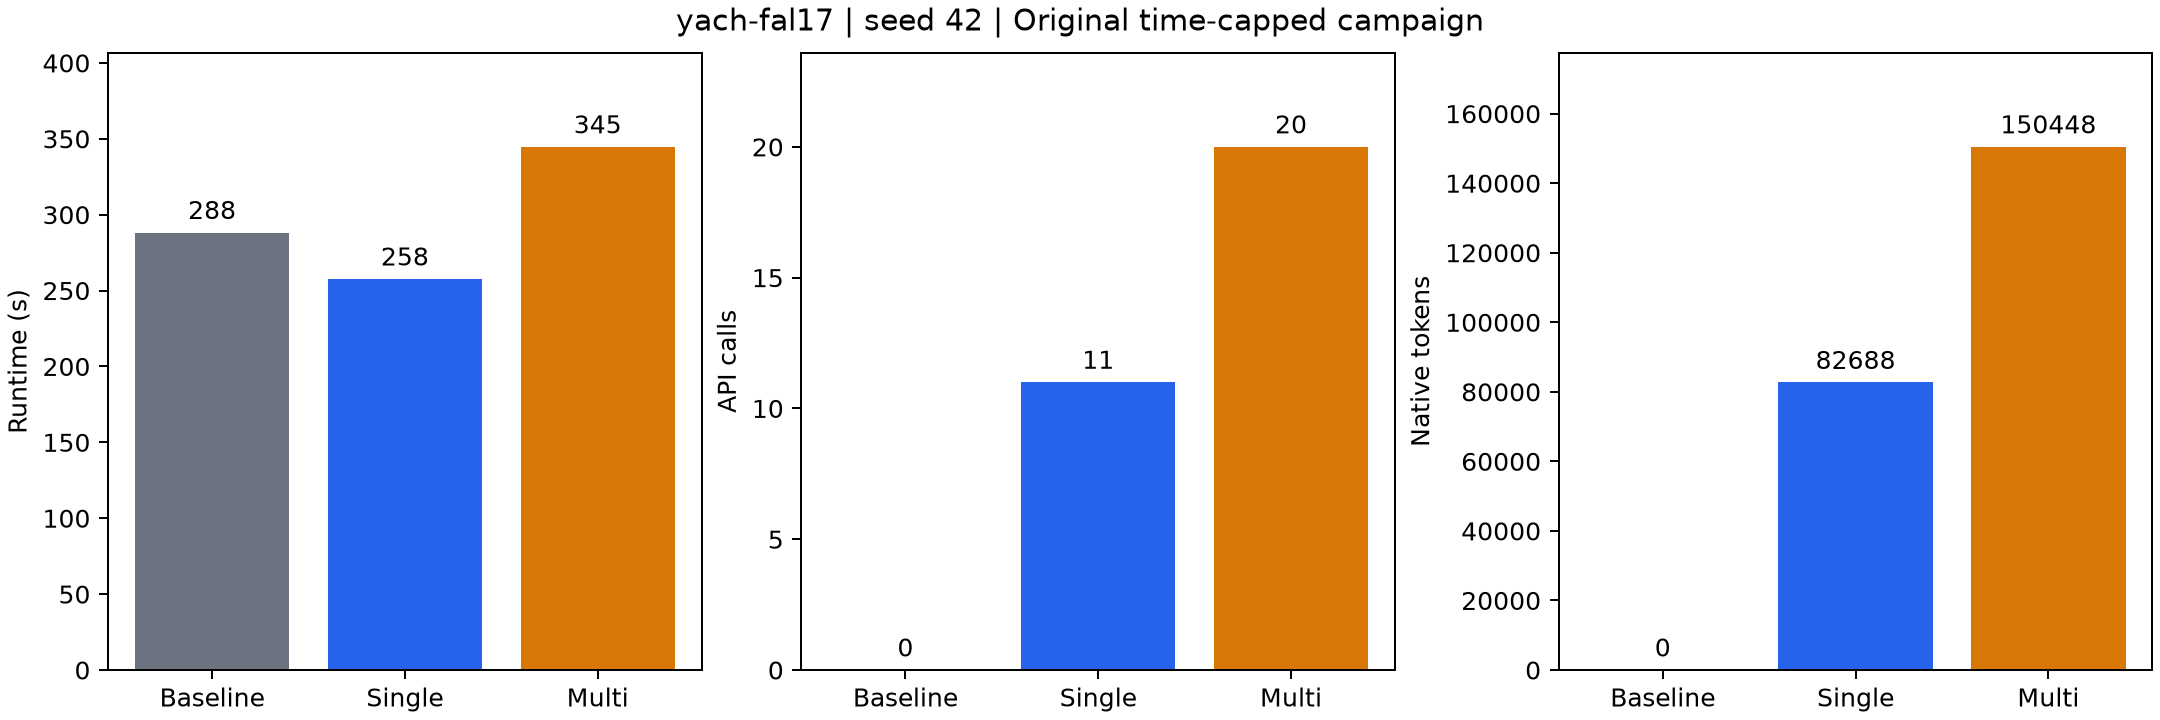 yach-fal17 | seed 42 | Original time-capped campaign
Runtime (s)
400
350
300
250
200
150
100
50
0
288
258
345
Baseline
Single
Multi
API calls
20
15
10
5
0
0
11
20
Baseline
Single
Multi
Native tokens
160000
140000
120000
100000
80000
60000
40000
20000
0
0
82688
150448
Baseline
Single
Multi